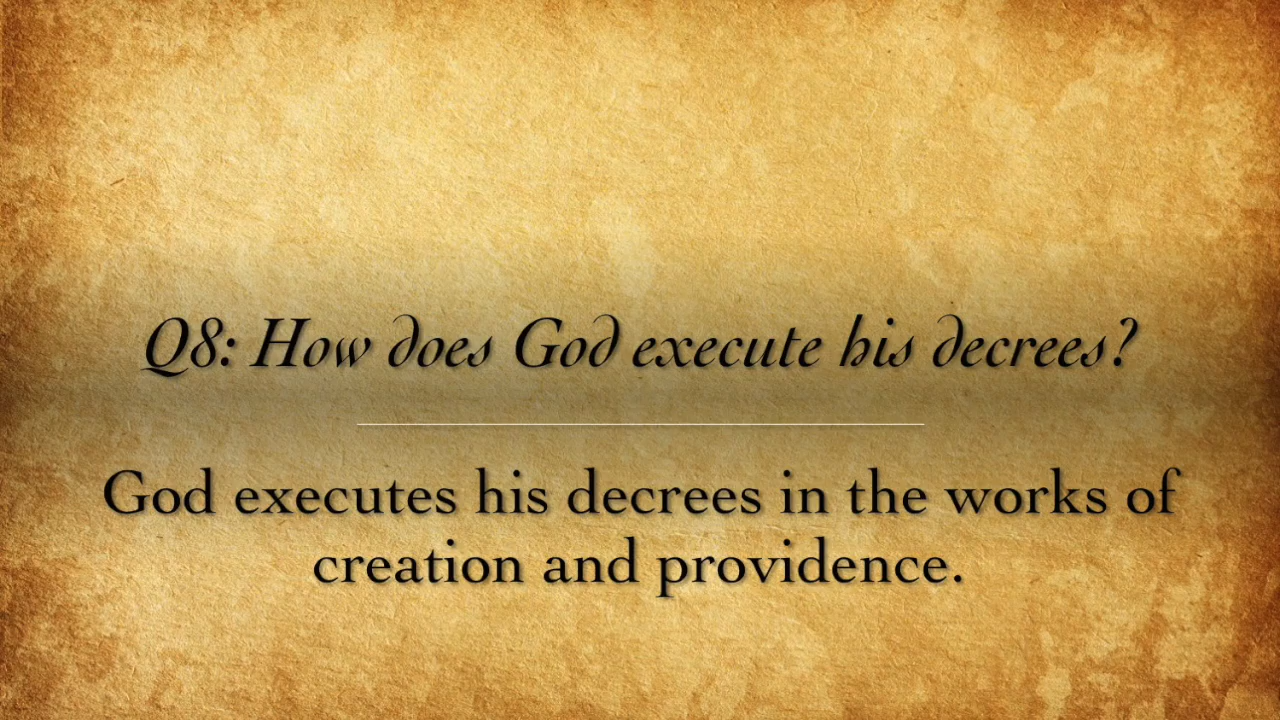 Q8: How does God execute his decrees?
God executes his decrees in the works of
creation and providence.